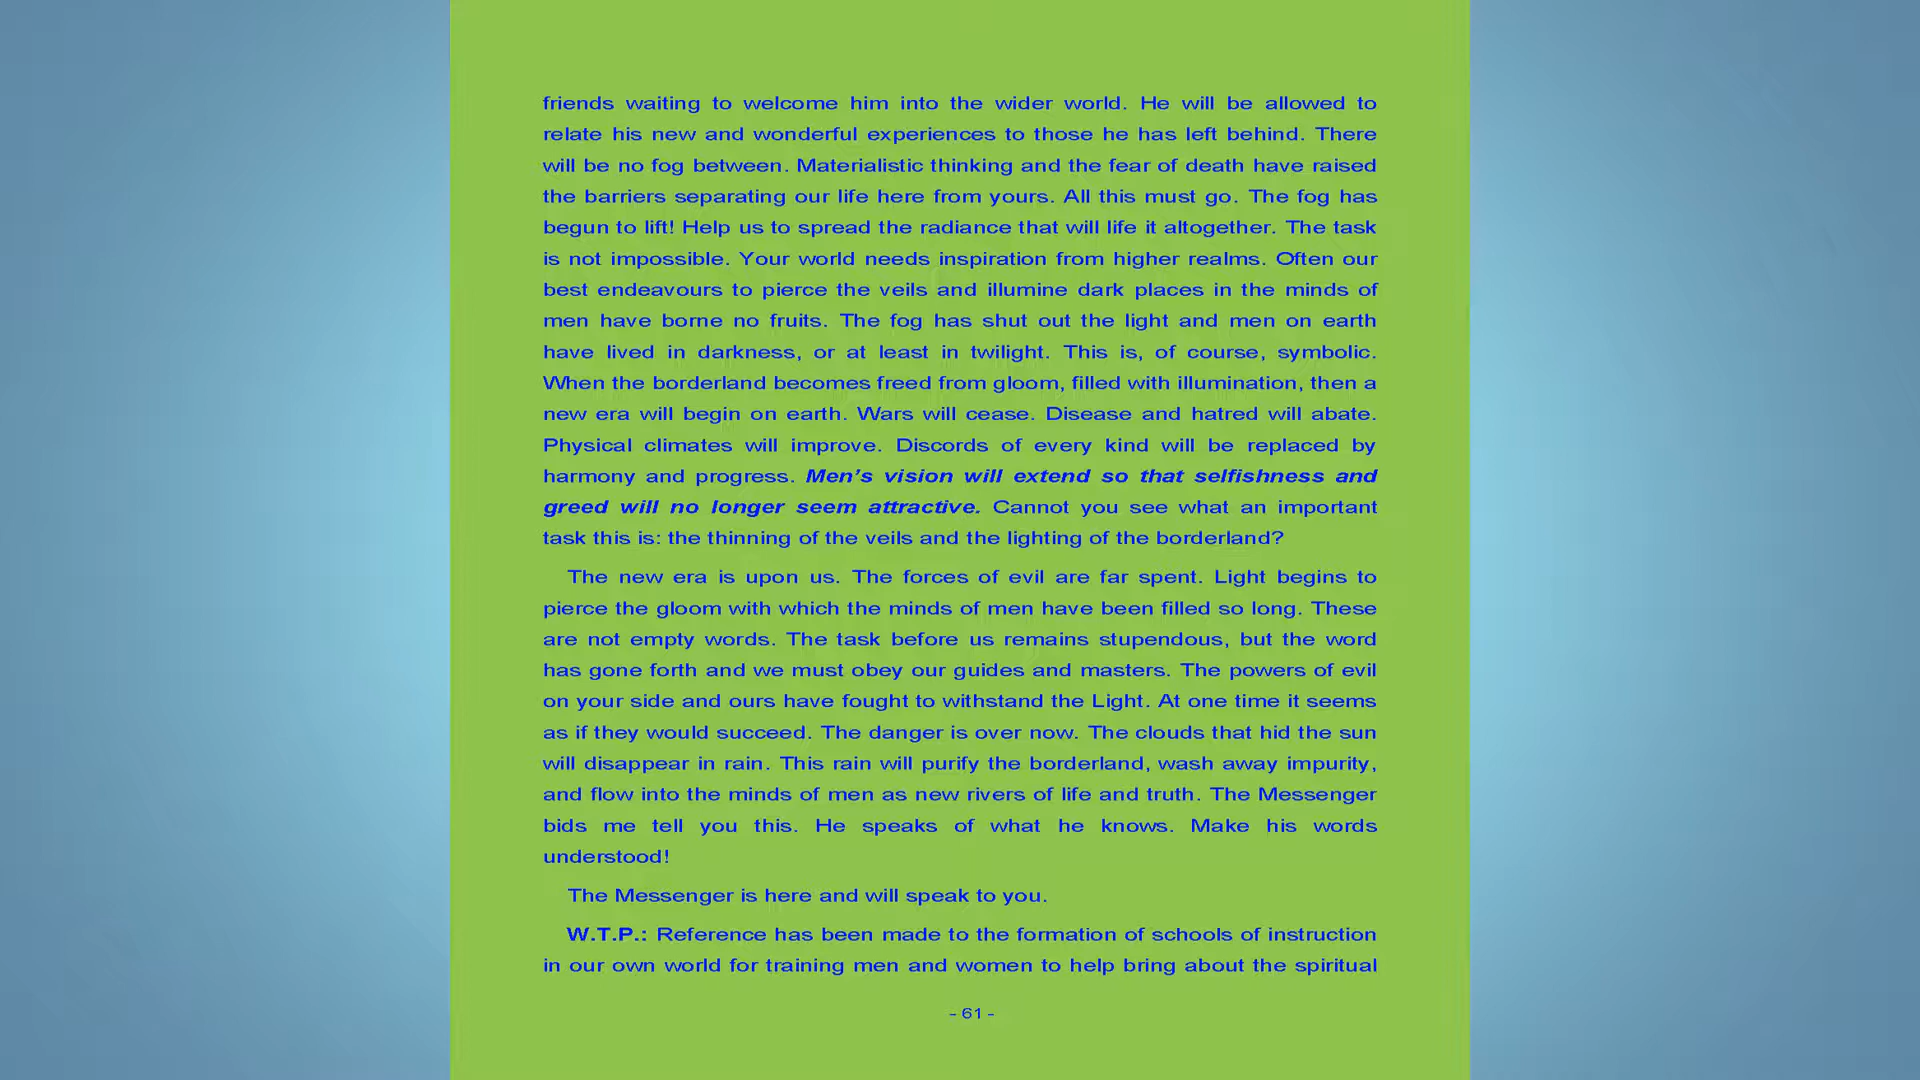 friends waiting to welcome him into the wider world. He will be allowed to
relate his new and wonderful experiences to those he has left behind. There
will be no fog between. Materialistic thinking and the fear of death have raised
the barriers separating our life here from yours. All this must go. The fog has
begun to lift! Help us to spread the radiance that will life it altogether. The task
is not impossible. Your world needs inspiration from higher realms. Often our
best endeavours to pierce the veils and illumine dark places in the minds of
men have borne no fruits. The fog has shut out the light and men on earth
have lived in darkness, or at least in twilight. This is, of course, symbolic.
When the borderland becomes freed from gloom, filled with illumination, then a
new era will begin on earth. Wars will cease. Disease and hatred will abate.
Physical climates will improve. Discords of every kind will be replaced by
harmony and progress. Men’s vision will extend so that selfishness and
greed will no longer seem attractive. Cannot you see what an important
task this is: the thinning of the veils and the lighting of the borderland?
The new era is upon us. The forces of evil are far spent. Light begins to
pierce the gloom with which the minds of men have been filled so long. These
are not empty words. The task before us remains stupendous, but the word
has gone forth and we must obey our guides and masters. The powers of evil
on your side and ours have fought to withstand the Light. At one time it seems
as if they would succeed. The danger is over now. The clouds that hid the sun
will disappear in rain. This rain will purify the borderland, wash away impurity,
and flow into the minds of men as new rivers of life and truth. The Messenger
bids me tell you this. He speaks of what he knows. Make his words
understood!
The Messenger is here and will speak to you.
W.T.P.: Reference has been made to the formation of schools of instruction
in our own world for training men and women to help bring about the spiritual
- 61 -